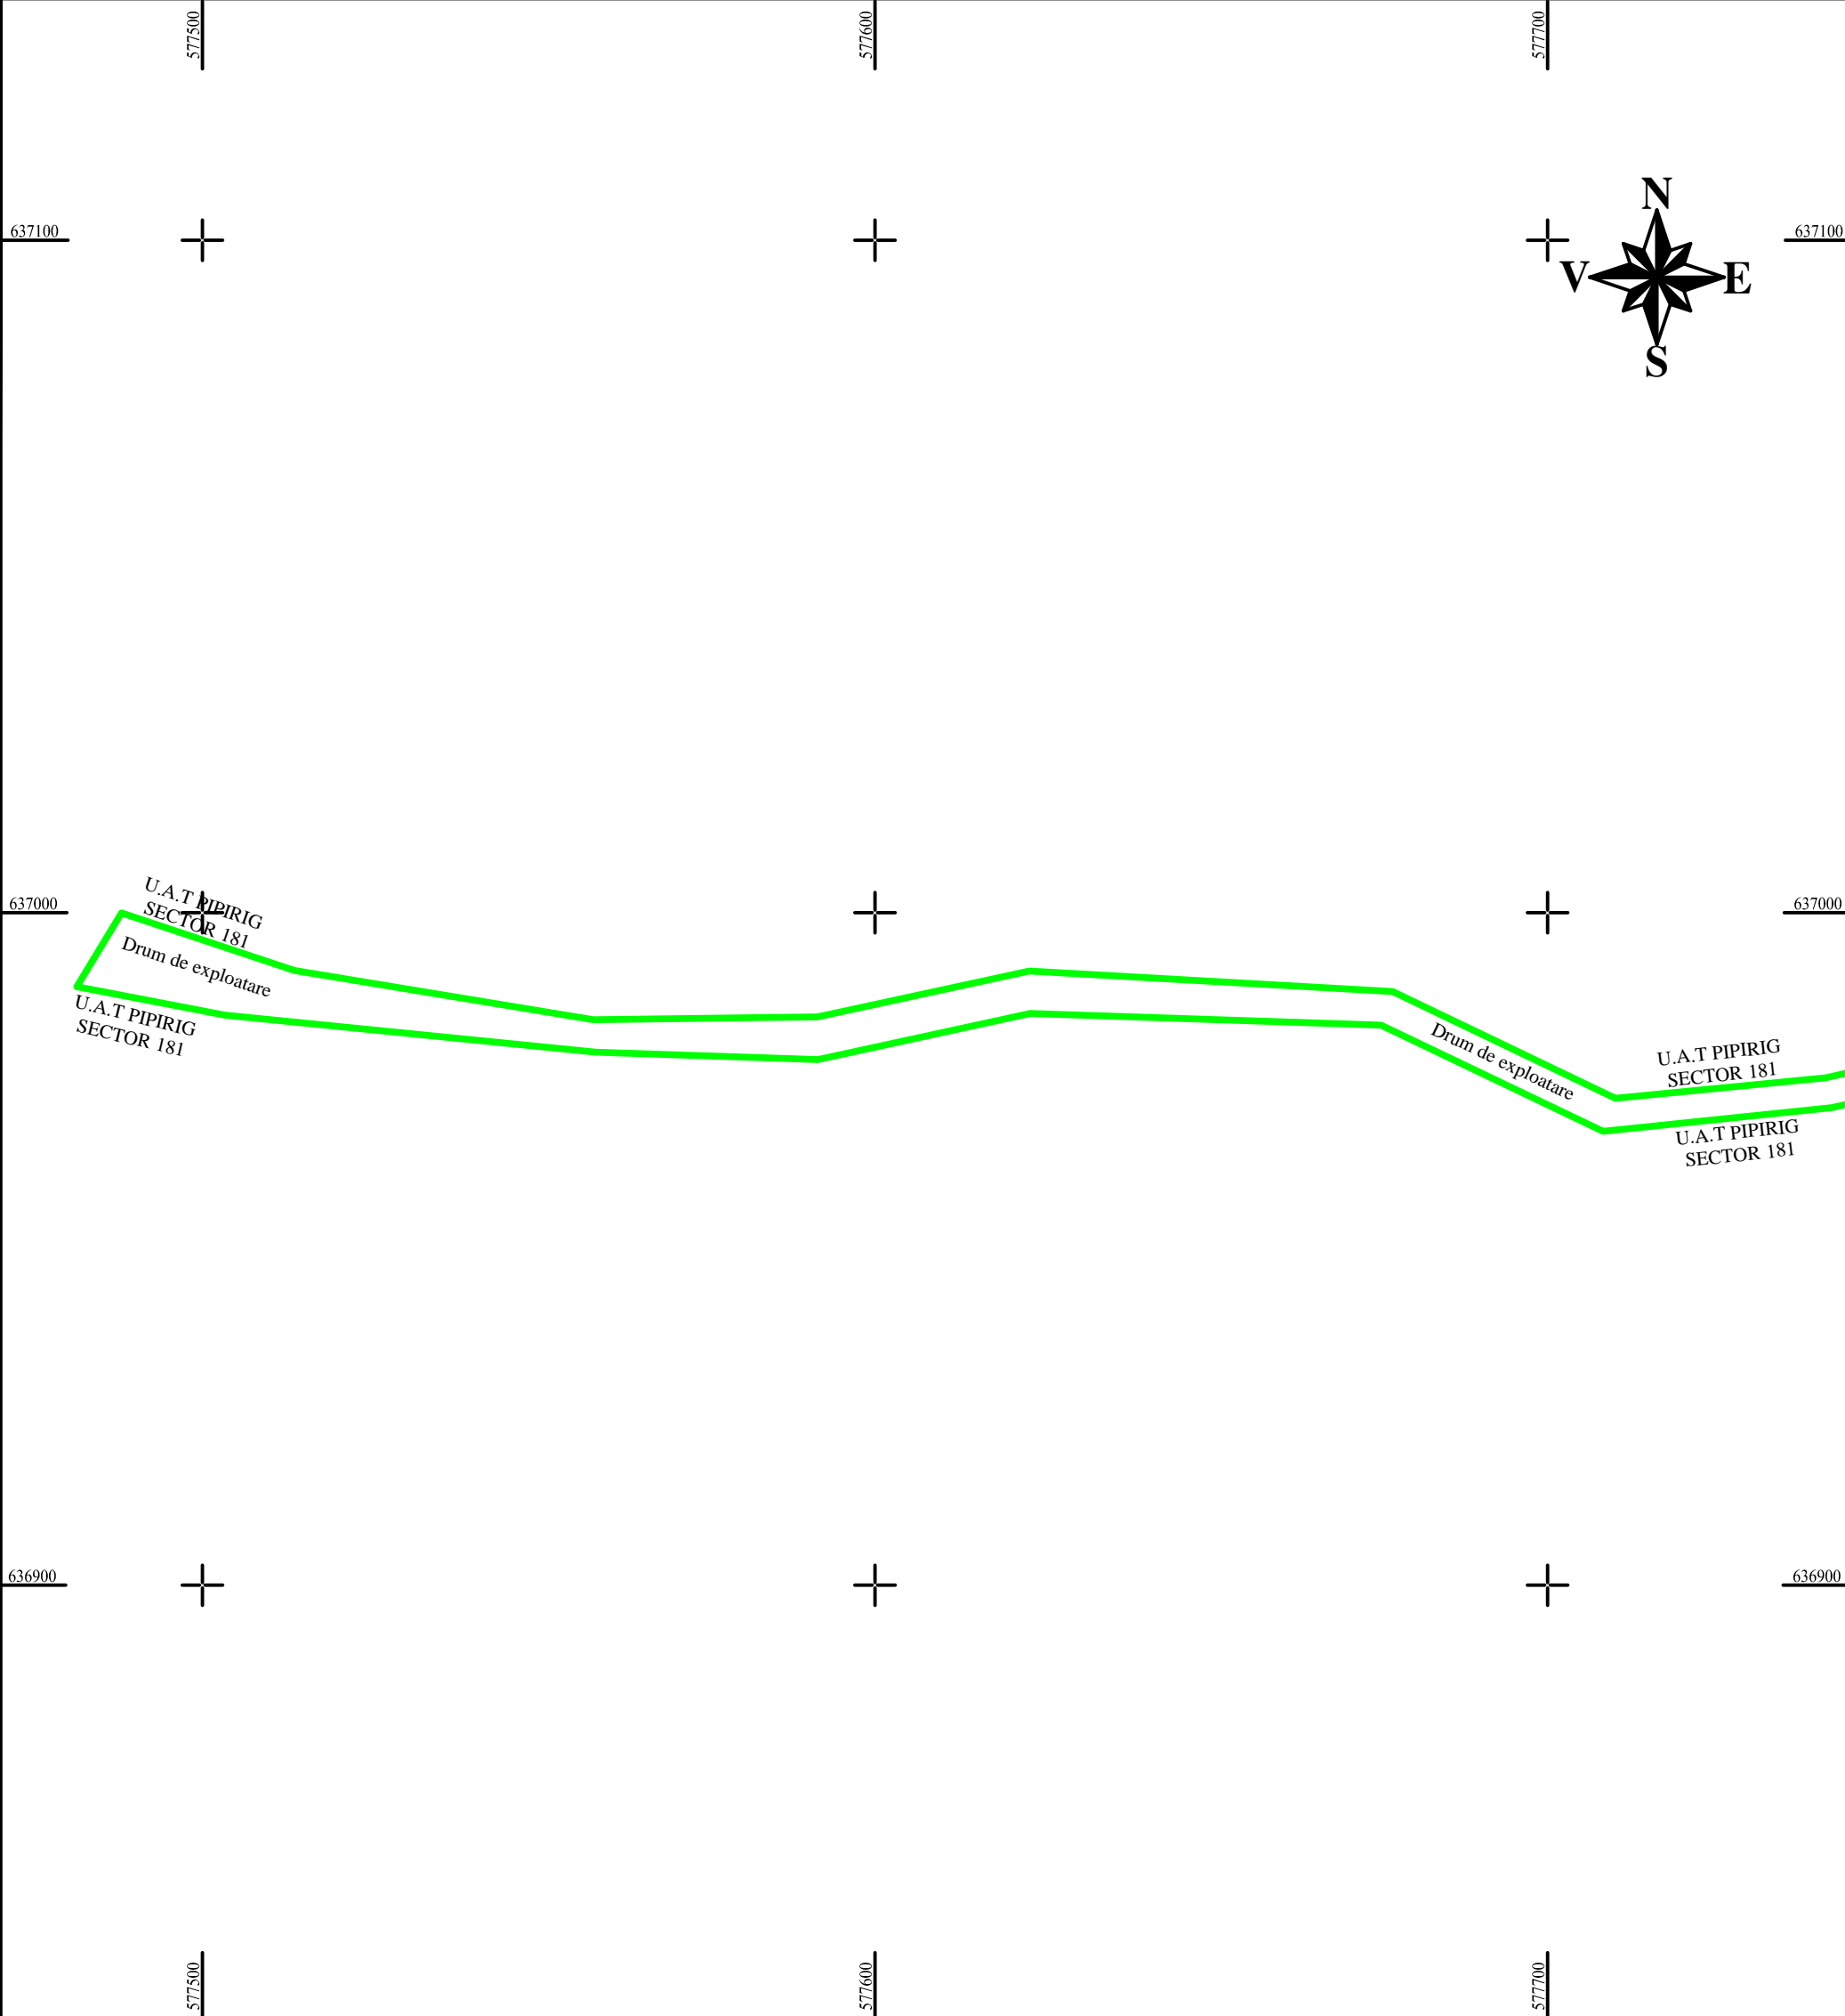 577500
577600
577700
N
637100
637100
V
E
S
U.A.T PIPIRIG
SECTOR 181
637000
637000
Drum de exploatare
U.A.T PIPIRIG
SECTOR 181
Drum de exploatare
U.A.T PIPIRIG
SECTOR 181
U.A.T PIPIRIG
SECTOR 181
636900
636900
577500
577600
577700